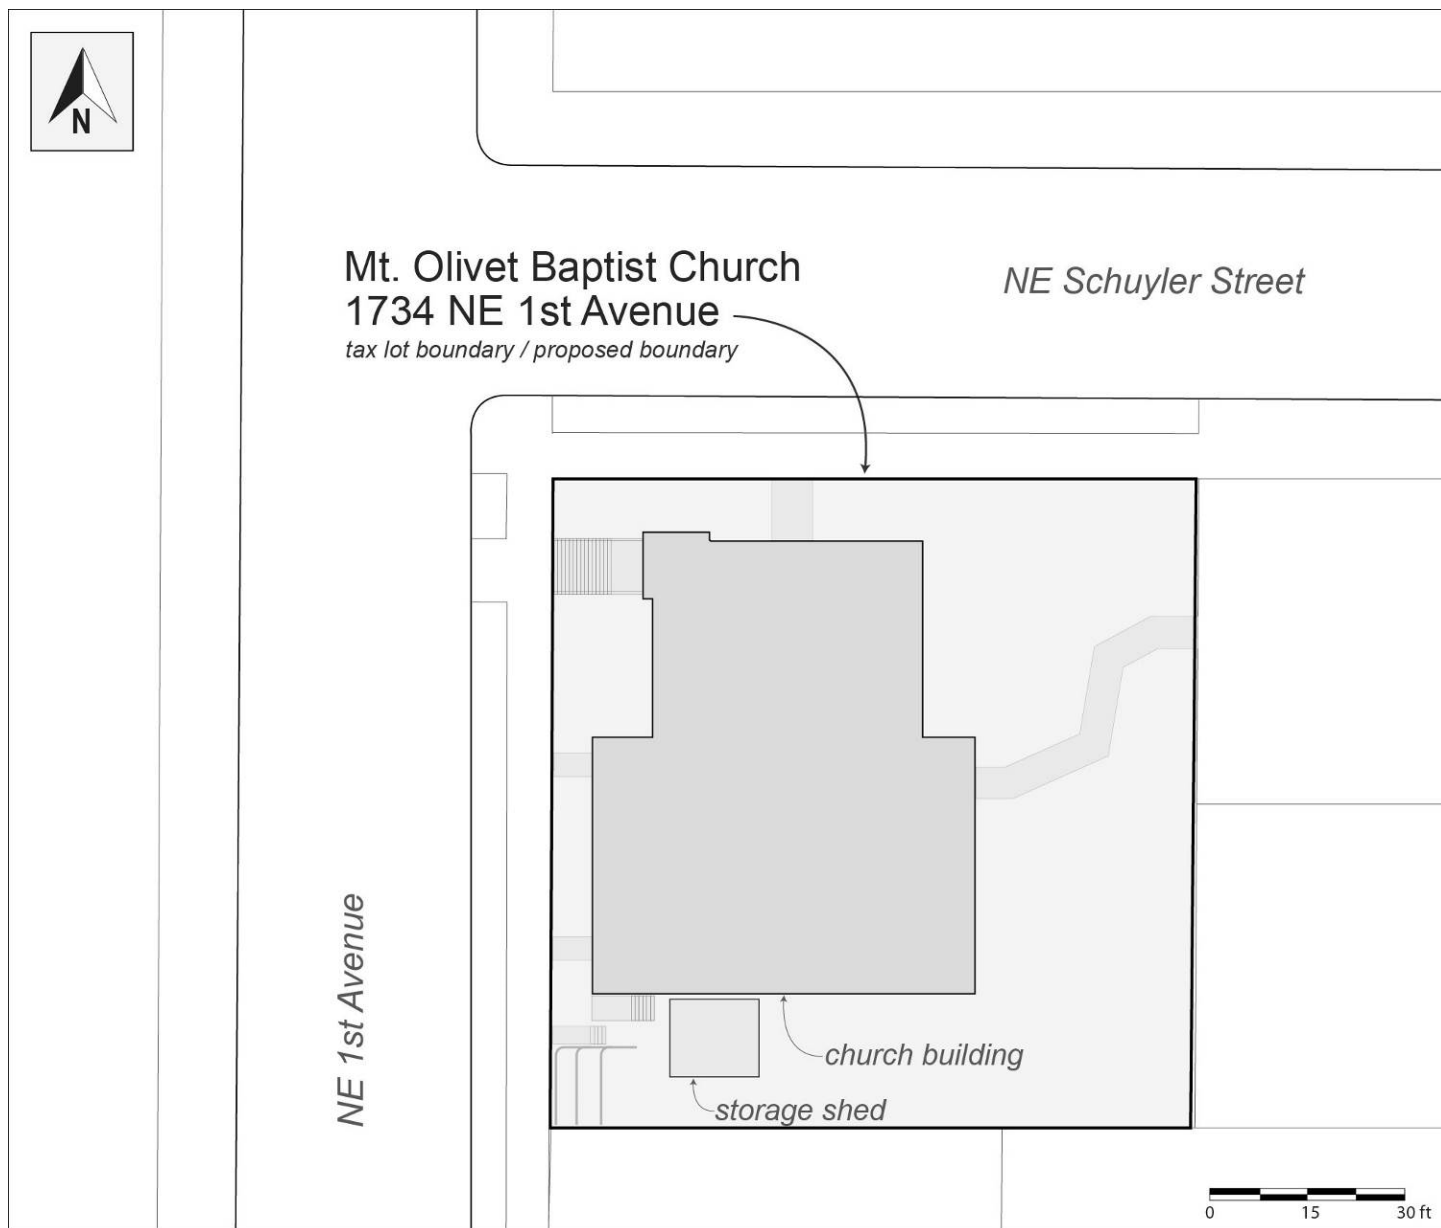 N
Mt. Olivet Baptist Church
1734 NE 1st Avenue
tax lot boundary / proposed boundary
NE Schuyler Street
NE 1st Avenue
church building
storage shed
0 15 30 ft